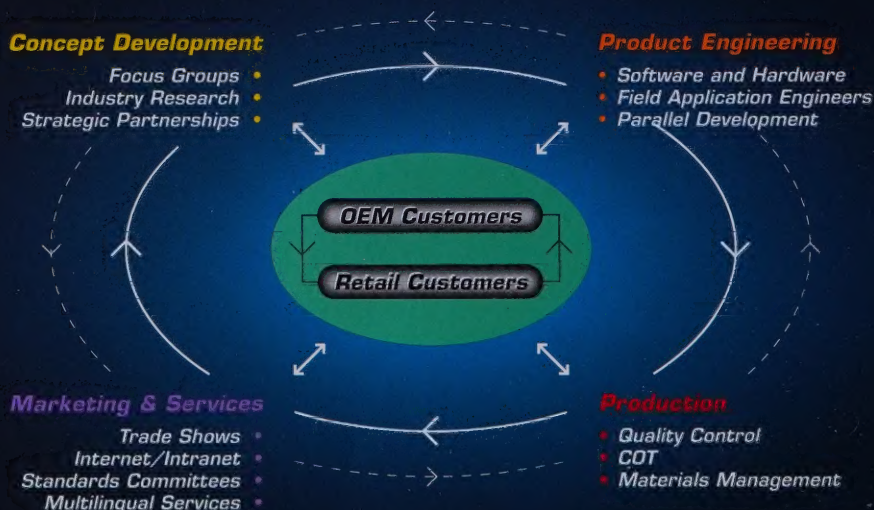 Concept Development
Focus Groups •
Industry Research •
Strategic Partnerships •
Product Engineering
• Software and Hardware
• Field Application Engineers
• Parallel Development
OEM Customers
Retail Customers
Marketing & Services
Trade Shows •
Internet/Intranet •
Standards Committees •
Multilingual Services •
Production
• Quality Control
• COT
• Materials Management